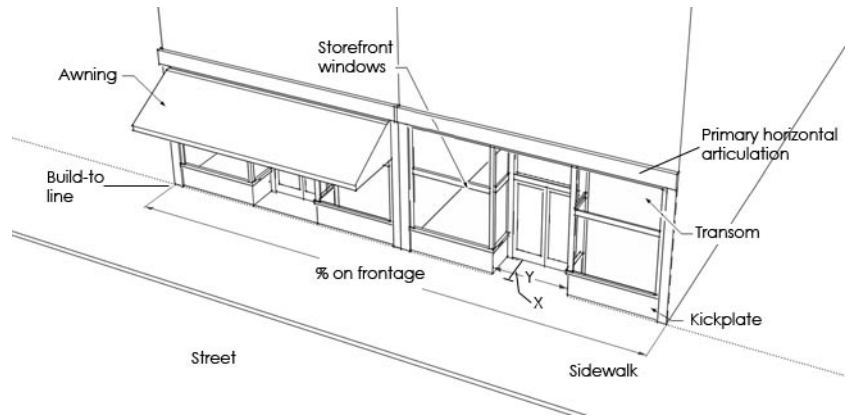 Storefront
windows
Awning
Primary horizontal
articulation
Build-to
line
Transom
% on frontage
Y
X
Kickplate
Street
Sidewalk